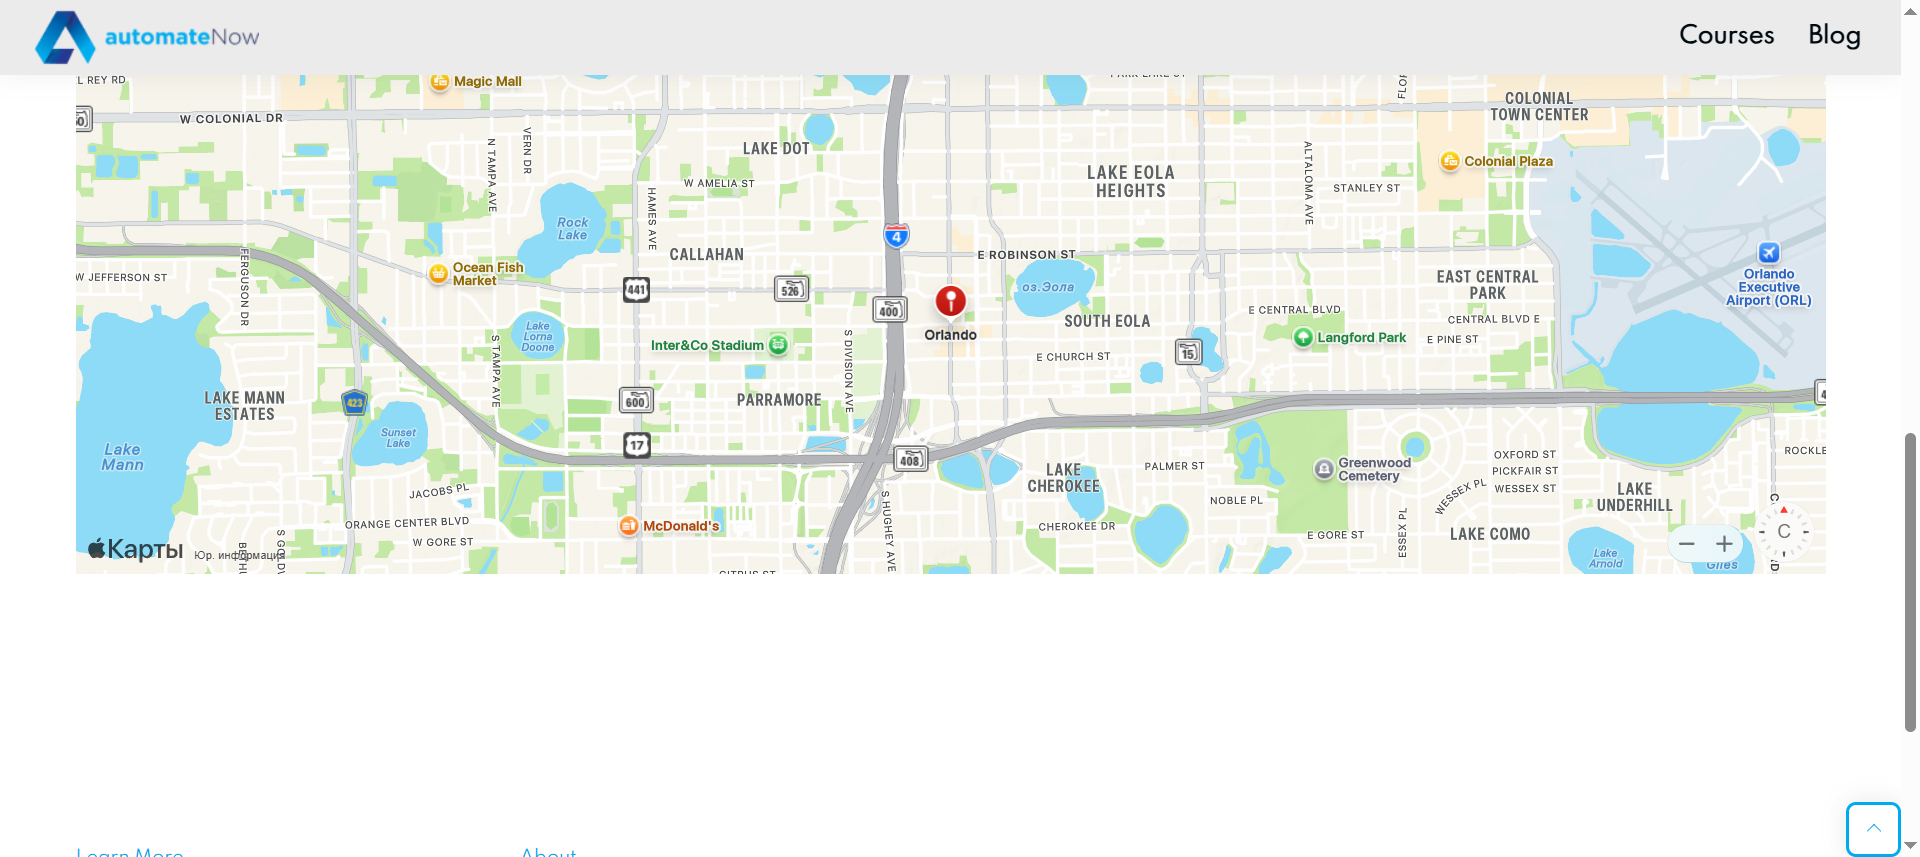 automateNow
Courses
Blog
L REY RD
Magic Mall
PARK LAKE ST
W COLONIAL DR
COLONIAL
TOWN CENTER
N TAMPA AVE
VERN DR
LAKE DOT
W AMELIA ST
LAKE EOLA
HEIGHTS
ALTALOMA AVE
STANLEY ST
Colonial Plaza
HAMES AVE
Rock
Lake
4
CALLAHAN
E ROBINSON ST
W JEFFERSON ST
FERGUSON DR
Ocean Fish
Market
441
526
400
оз.Эола
EAST CENTRAL
PARK
Orlando
Executive
Airport (ORL)
Orlando
SOUTH EOLA
E CENTRAL BLVD
CENTRAL BLVD E
Lake
Lorna
Doone
S TAMPA AVE
Inter&Co Stadium
S DIVISION AVE
E CHURCH ST
15
Langford Park
E PINE ST
LAKE MANN
ESTATES
423
600
PARRAMORE
Sunset
Lake
17
408
Lake
Mann
LAKE
CHEROKEE
PALMER ST
Greenwood
Cemetery
OXFORD ST
PICKFAIR ST
WESSEX ST
WESSEX PL
ROCKLE
JACOBS PL
S HUGHEY AVE
NOBLE PL
LAKE
UNDERHILL
ORANGE CENTER BLVD
McDonald's
CHEROKEE DR
E GORE ST
ESSEX PL
LAKE COMO
W GORE ST
Карты
Юр. информация
CITRUS ST
Lake
Arnold
Giles
C
Learn More
About